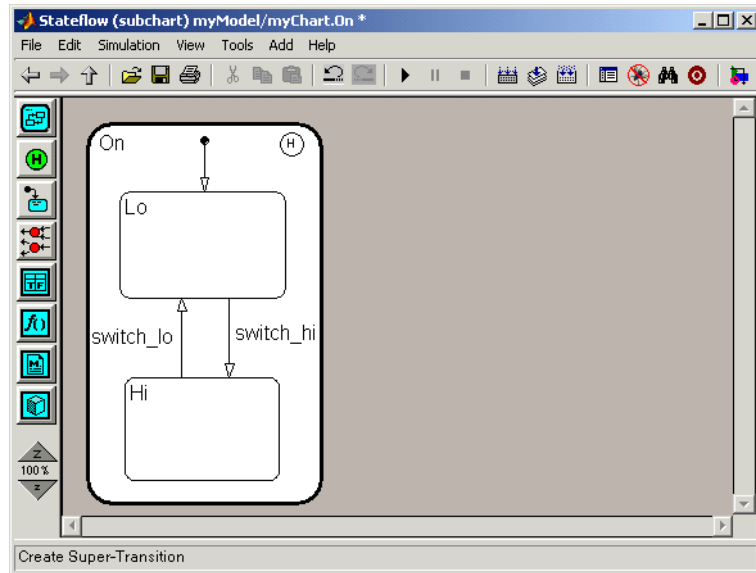 Stateflow (subchart) myModel/myChart.On *
File Edit Simulation View Tools Add Help
On
H
H
Lo
TF
f()
switch_lo
switch_hi
M
Hi
Z
100 %
z
Create Super-Transition